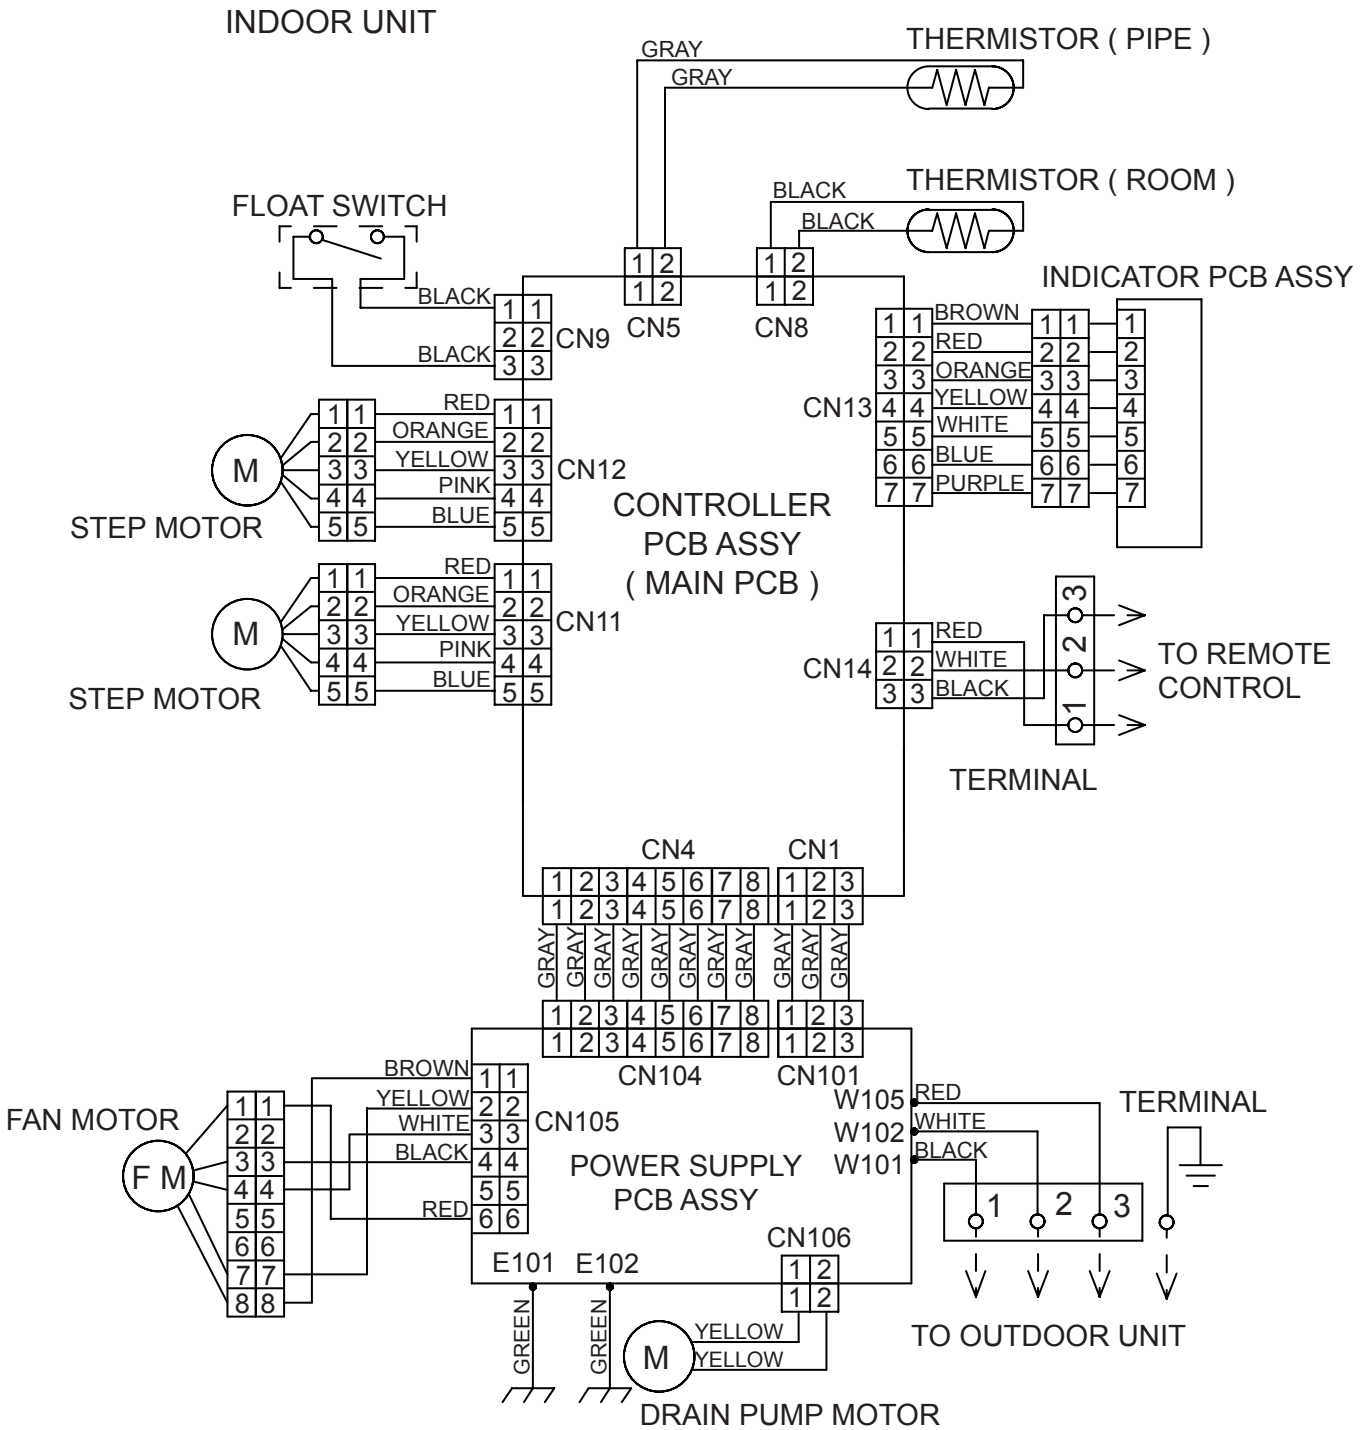 INDOOR UNIT
THERMISTOR ( PIPE )
GRAY
GRAY
THERMISTOR ( ROOM )
BLACK
BLACK
FLOAT SWITCH
BLACK
BLACK
1 1
2 2
3 3
CN9
1 2
1 2
CN5
1 2
1 2
CN8
INDICATOR PCB ASSY
1 1 BROWN 1 1 1
2 2 RED 2 2 2
3 3 ORANGE 3 3 3
4 4 YELLOW 4 4 4
5 5 WHITE 5 5 5
6 6 BLUE 6 6 6
7 7 PURPLE 7 7 7
CN13
M
STEP MOTOR
1 1 RED 1 1
2 2 ORANGE 2 2
3 3 YELLOW 3 3
4 4 PINK 4 4
5 5 BLUE 5 5
CN12
CONTROLLER
PCB ASSY
( MAIN PCB )
M
STEP MOTOR
1 1 RED 1 1
2 2 ORANGE 2 2
3 3 YELLOW 3 3
4 4 PINK 4 4
5 5 BLUE 5 5
CN11
CN14
1 1 RED
2 2 WHITE
3 3 BLACK
3
2
1
TO REMOTE
CONTROL
TERMINAL
CN4 CN1
1 2 3 4 5 6 7 8 1 2 3
1 2 3 4 5 6 7 8 1 2 3
GRAY GRAY GRAY GRAY GRAY GRAY GRAY GRAY GRAY GRAY GRAY
1 2 3 4 5 6 7 8 1 2 3
1 2 3 4 5 6 7 8 1 2 3
CN104 CN101
FAN MOTOR
F M
1 1
2 2
3 3
4 4
5 5
6 6
7 7
8 8
BROWN 1 1
YELLOW 2 2
WHITE 3 3
BLACK 4 4
5 5
RED 6 6
CN105
POWER SUPPLY
PCB ASSY
W105 RED
W102 WHITE
W101 BLACK
TERMINAL
1 2 3
TO OUTDOOR UNIT
E101 E102
GREEN GREEN
CN106
1 2
1 2
M
YELLOW
YELLOW
DRAIN PUMP MOTOR